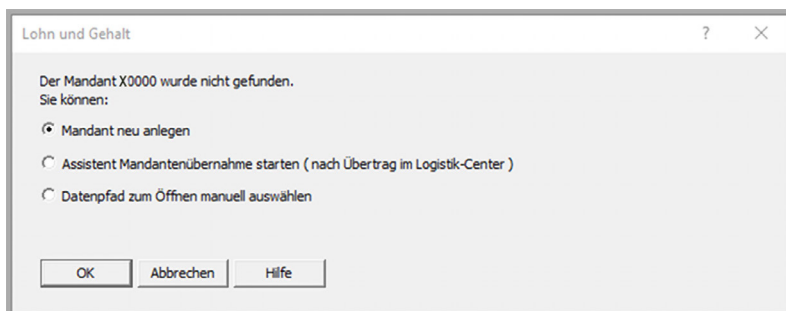 Lohn und Gehalt
Der Mandant X0000 wurde nicht gefunden.
Sie können:
Mandant neu anlegen
Assistent Mandantenübernahme starten ( nach Übertrag im Logistik-Center )
Datenpfad zum Öffnen manuell auswählen
OK Abbrechen Hilfe